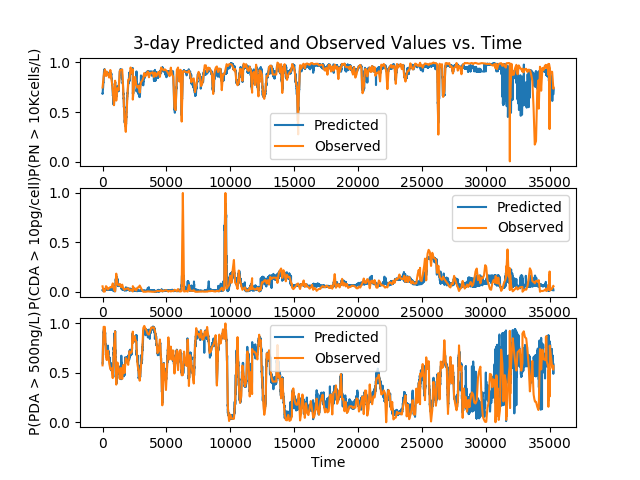 3-day Predicted and Observed Values vs. Time
P(PN > 10Kcells/L)
1.0
0.5
0.0
Predicted
Observed
0 5000 10000 15000 20000 25000 30000 35000
P(CDA > 10pg/cell)
1.0
0.5
0.0
Predicted
Observed
0 5000 10000 15000 20000 25000 30000 35000
P(PDA > 500ng/L)
1.0
0.5
0.0
Predicted
Observed
0 5000 10000 15000 20000 25000 30000 35000
Time